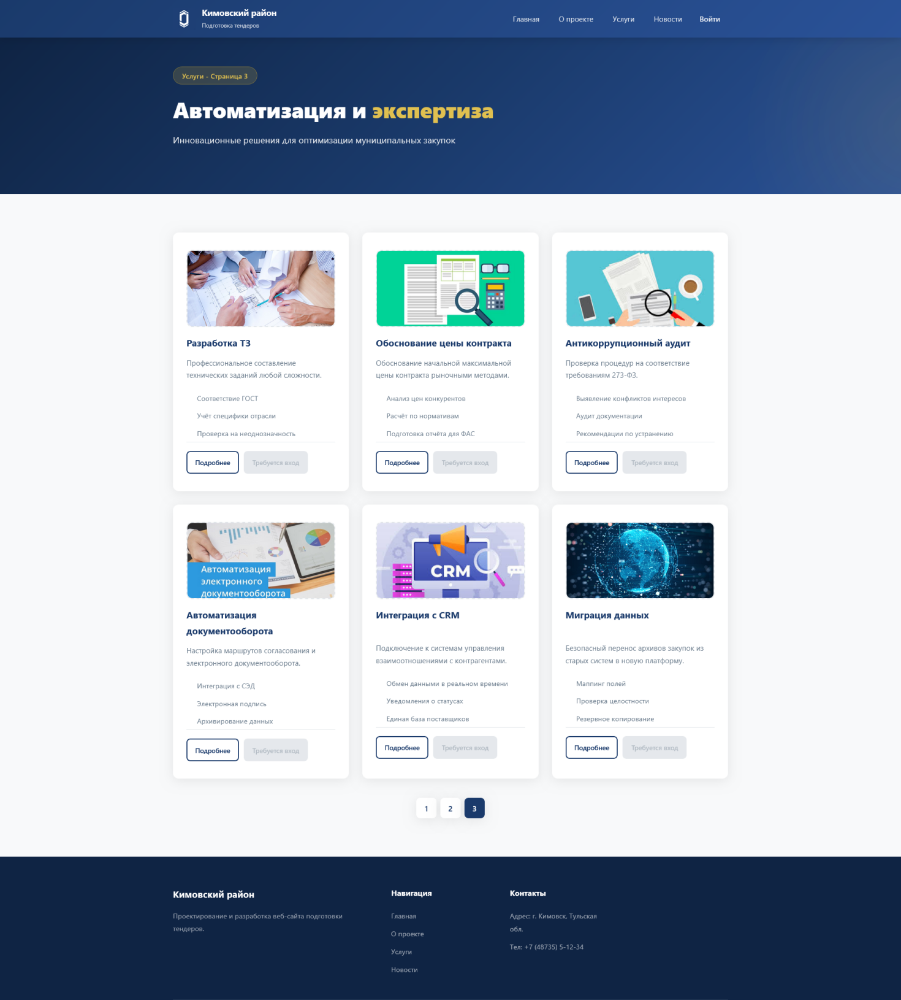 Кимовский район
Подготовка тендеров
Главная
О проекте
Услуги
Новости
Войти
Услуги - Страница 3
Автоматизация и экспертиза
Инновационные решения для оптимизации муниципальных закупок
Разработка ТЗ
Профессиональное составление
технических заданий любой сложности.
Соответствие ГОСТ
Учёт специфики отрасли
Проверка на неоднозначность
Подробнее
Требуется вход
Обоснование цены контракта
Обоснование начальной максимальной
цены контракта рыночными методами.
Анализ цен конкурентов
Расчёт по нормативам
Подготовка отчёта для ФАС
Подробнее
Требуется вход
Антикоррупционный аудит
Проверка процедур на соответствие
требованиям 273-ФЗ.
Выявление конфликтов интересов
Аудит документации
Рекомендации по устранению
Подробнее
Требуется вход
Автоматизация
электронного
документооборота
Автоматизация
документооборота
Настройка маршрутов согласования и
электронного документооборота.
Интеграция с СЭД
Электронная подпись
Архивирование данных
Подробнее
Требуется вход
CRM
Интеграция с CRM
Подключение к системам управления
взаимоотношениями с контрагентами.
Обмен данными в реальном времени
Уведомления о статусах
Единая база поставщиков
Подробнее
Требуется вход
Миграция данных
Безопасный перенос архивов закупок из
старых систем в новую платформу.
Маппинг полей
Проверка целостности
Резервное копирование
Подробнее
Требуется вход
1
2
3
Кимовский район
Проектирование и разработка веб-сайта подготовки
тендеров.
Навигация
Главная
О проекте
Услуги
Новости
Контакты
Адрес: г. Кимовск, Тульская
обл.
Тел: +7 (48735) 5-12-34